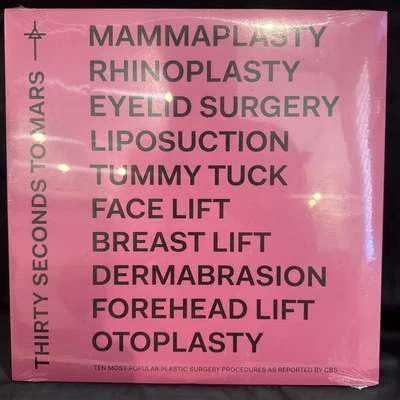 THIRTY SECONDS TO MARS
MAMMAPLASTY
RHINOPLASTY
EYELID SURGERY
LIPOSUCTION
TUMMY TUCK
FACE LIFT
BREAST LIFT
DERMABRASION
FOREHEAD LIFT
OTOPLASTY
TEN MOST POPULAR PLASTIC SURGERY PROCEDURES AS REPORTED BY CBS